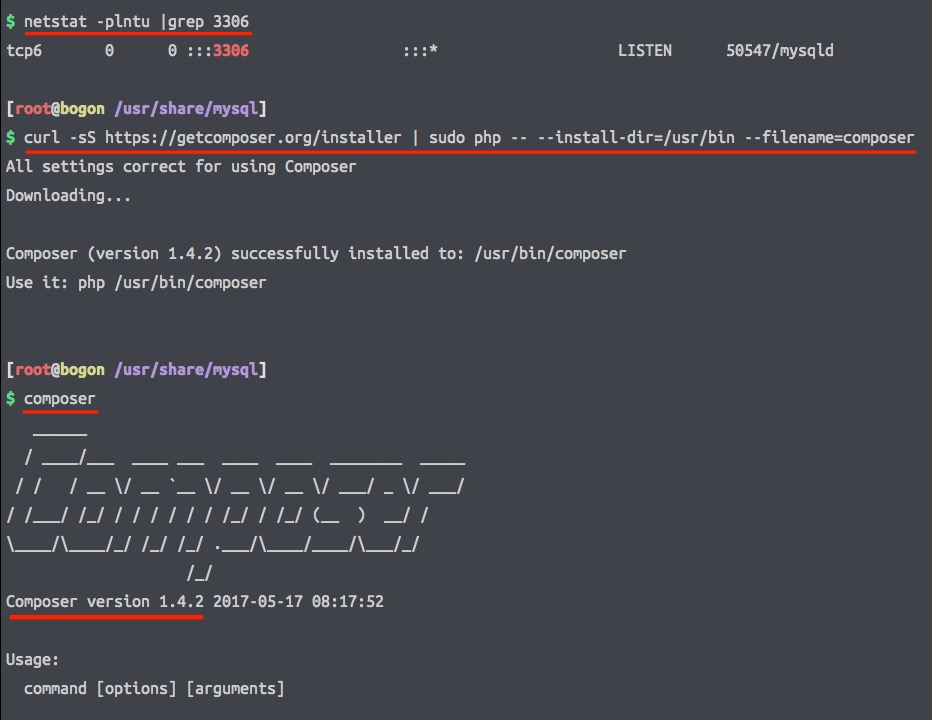 $ netstat -plntu |grep 3306
tcp6       0      0 :::3306                 :::*                    LISTEN      50547/mysqld
[root@bogon /usr/share/mysql]
$ curl -sS https://getcomposer.org/installer | sudo php -- --install-dir=/usr/bin --filename=composer
All settings correct for using Composer
Downloading...
Composer (version 1.4.2) successfully installed to: /usr/bin/composer
Use it: php /usr/bin/composer
[root@bogon /usr/share/mysql]
$ composer
   ______
  / ____/___  ____ ___  ____  ____  ________  _____
 / /   / __ \/ __ `__ \/ __ \/ __ \/ ___/ _ \/ ___/
/ /___/ /_/ / / / / / / /_/ / /_/ (__  )  __/ /
\____/\____/_/ /_/ /_/ .___/\____/____/\___/_/
                    /_/
Composer version 1.4.2 2017-05-17 08:17:52
Usage:
  command [options] [arguments]